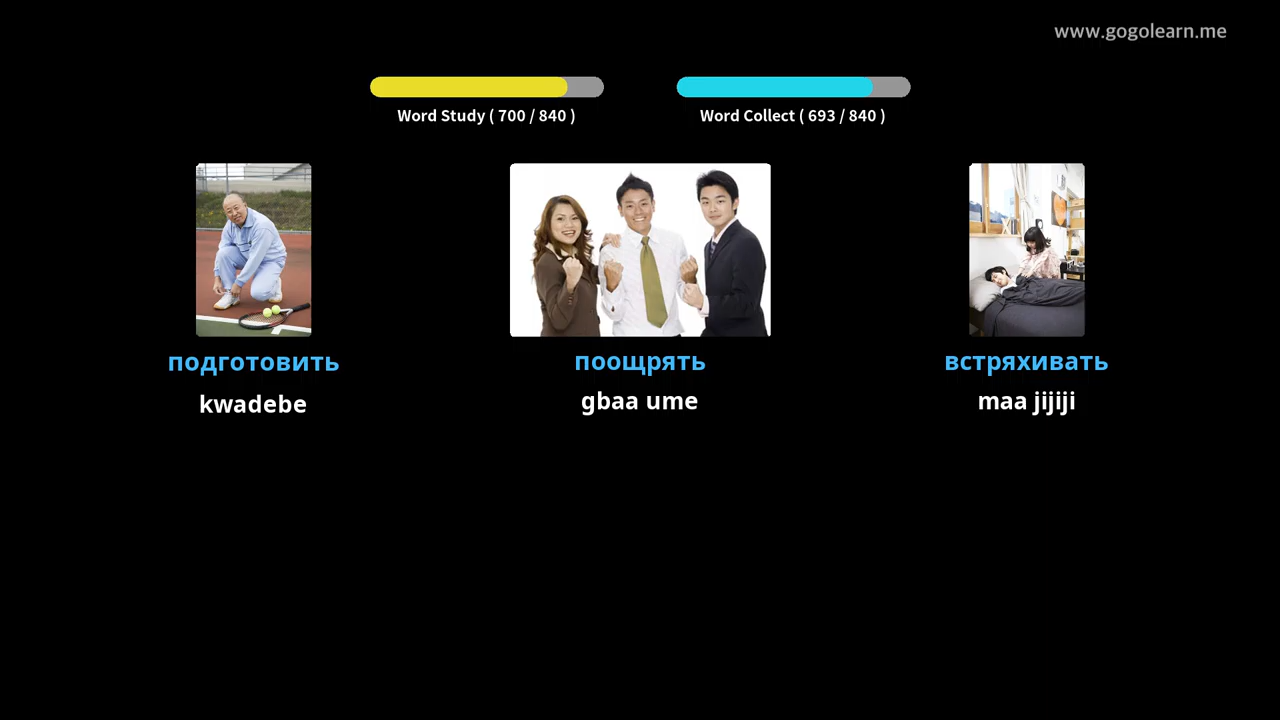 www.gogolearn.me
Word Study ( 700 / 840 )
Word Collect ( 693 / 840 )
подготовить
поощрять
встряхивать
kwadebe
gbaa ume
maa jijiji